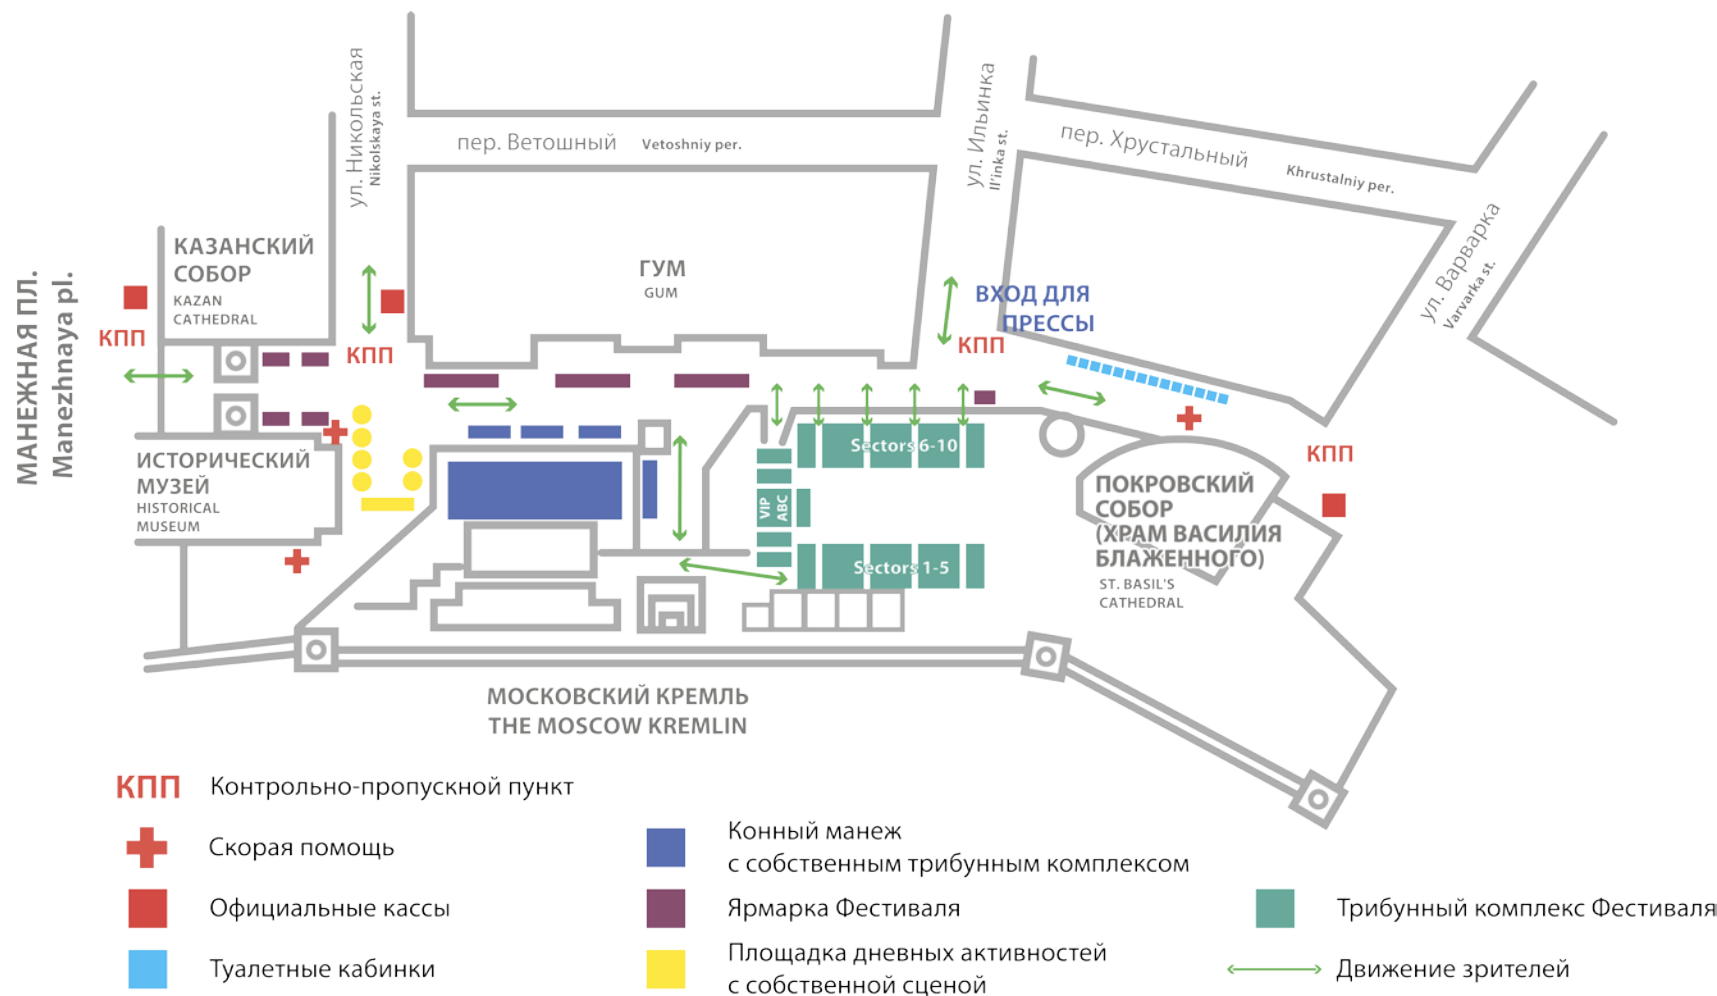 МАНЕЖНАЯ ПЛ.
Manezhnaya pl.
ул. Никольская
Nikolskaya st.
пер. Ветошный Vetoshniy per.
ул. Ильинка
Il'inka st.
пер. Хрустальный Khrustalniy per.
ул. Варварка
Varvarka st.
КАЗАНСКИЙ
СОБОР
KAZAN
CATHEDRAL
ГУМ
GUM
ВХОД ДЛЯ
ПРЕССЫ
КПП
КПП
КПП
КПП
ИСТОРИЧЕСКИЙ
МУЗЕЙ
HISTORICAL
MUSEUM
Sectors 6-10
VIP
ABC
Sectors 1-5
ПОКРОВСКИЙ
СОБОР
(ХРАМ ВАСИЛИЯ
БЛАЖЕННОГО)
ST. BASIL'S
CATHEDRAL
МОСКОВСКИЙ КРЕМЛЬ
THE MOSCOW KREMLIN
КПП Контрольно-пропускной пункт
Скорая помощь
Официальные кассы
Туалетные кабинки
Конный манеж
с собственным трибунным комплексом
Ярмарка Фестиваля
Площадка дневных активностей
с собственной сценой
Трибунный комплекс Фестиваля
Движение зрителей